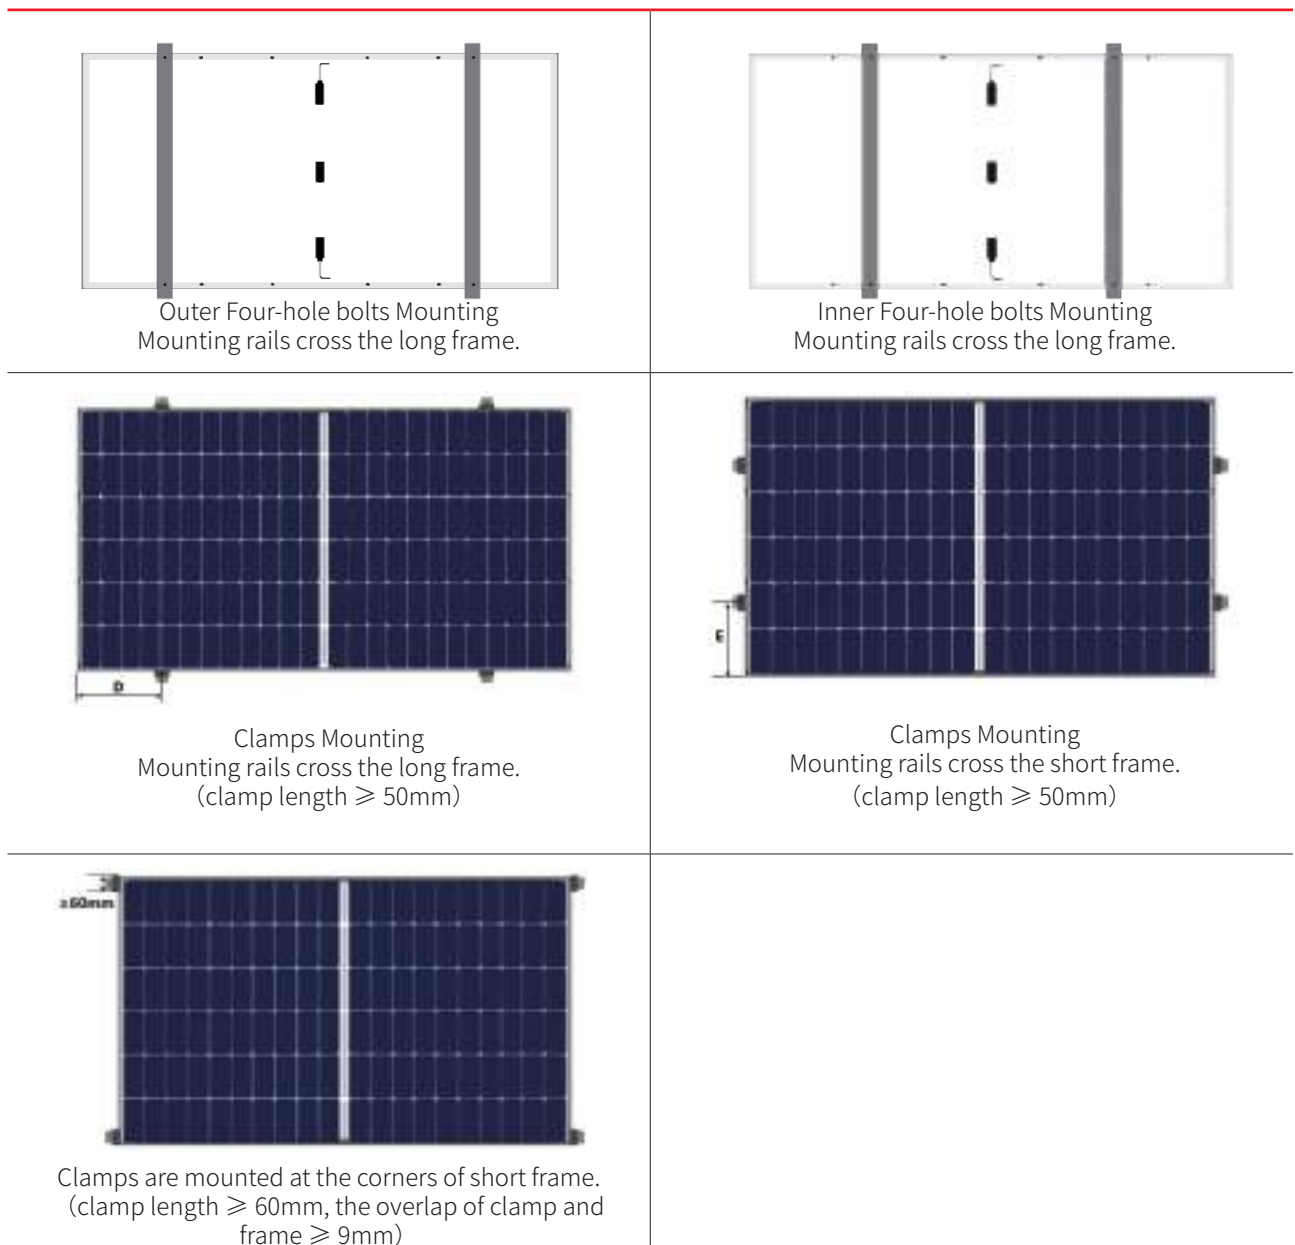 Outer Four-hole bolts Mounting
Mounting rails cross the long frame.
Inner Four-hole bolts Mounting
Mounting rails cross the long frame.
D
Clamps Mounting
Mounting rails cross the long frame.
（clamp length ≥ 50mm）
E
Clamps Mounting
Mounting rails cross the short frame.
（clamp length ≥ 50mm）
≥60mm
Clamps are mounted at the corners of short frame.
（clamp length ≥ 60mm, the overlap of clamp and
frame ≥ 9mm）